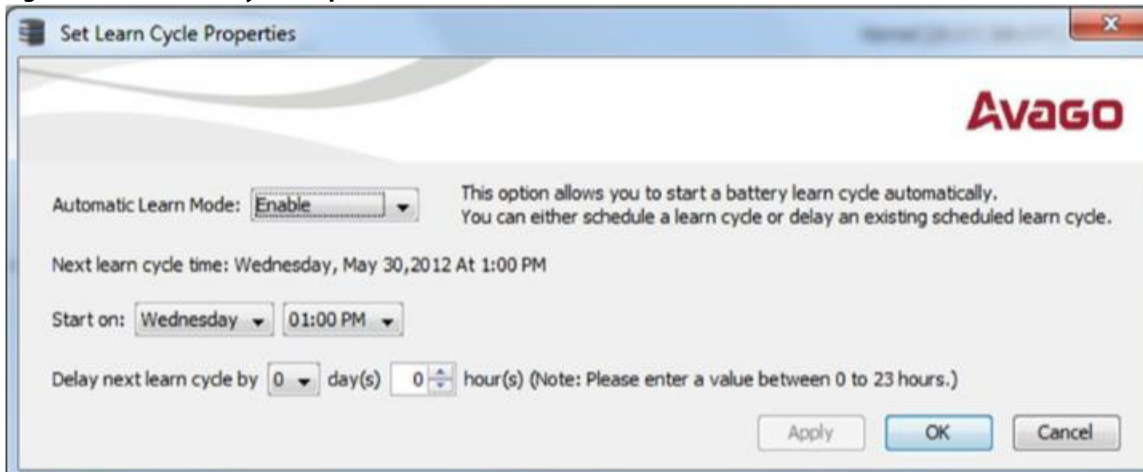 Set Learn Cycle Properties
Avago
Automatic Learn Mode: Enable
This option allows you to start a battery learn cycle automatically.
You can either schedule a learn cycle or delay an existing scheduled learn cycle.
Next learn cycle time: Wednesday, May 30,2012 At 1:00 PM
Start on: Wednesday 01:00 PM
Delay next learn cycle by 0 day(s) 0 hour(s) (Note: Please enter a value between 0 to 23 hours.)
Apply OK Cancel